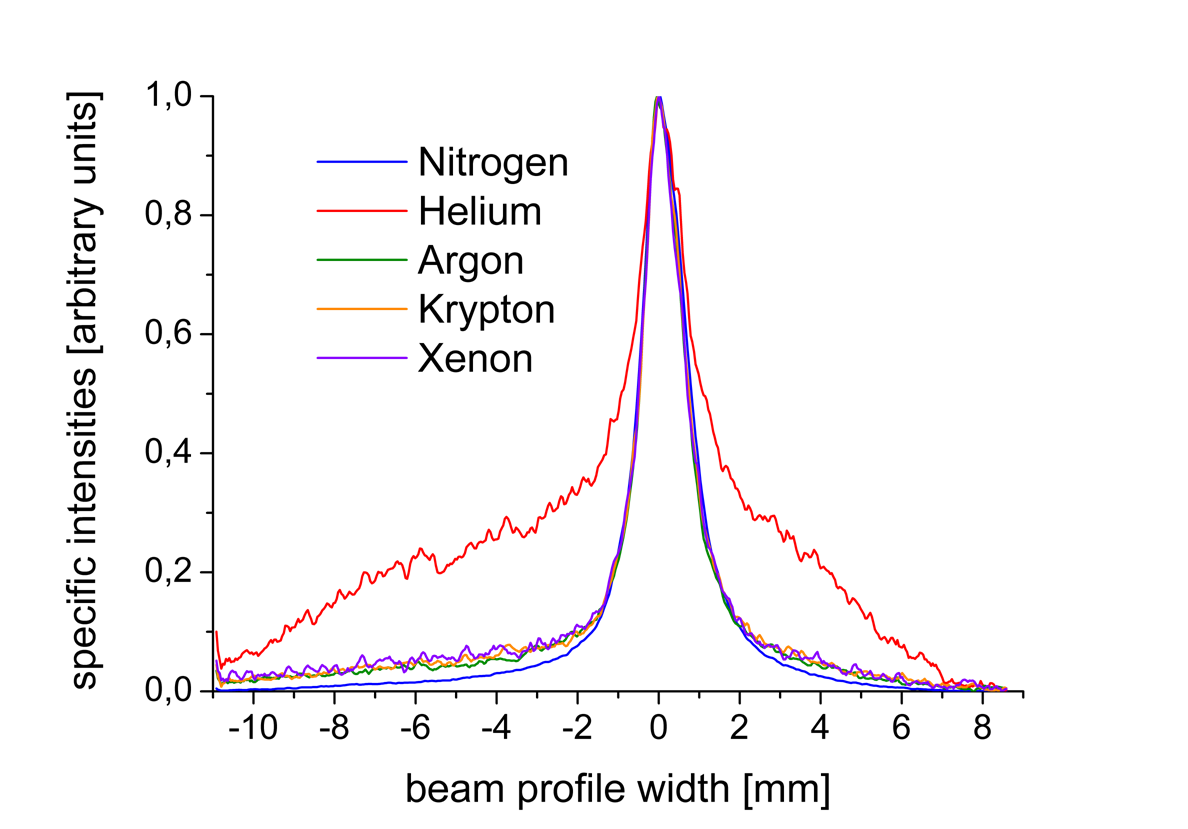 specific intensities [arbitrary units]
1,0
0,8
0,6
0,4
0,2
0,0
Nitrogen
Helium
Argon
Krypton
Xenon
-10 -8 -6 -4 -2 0 2 4 6 8
beam profile width [mm]